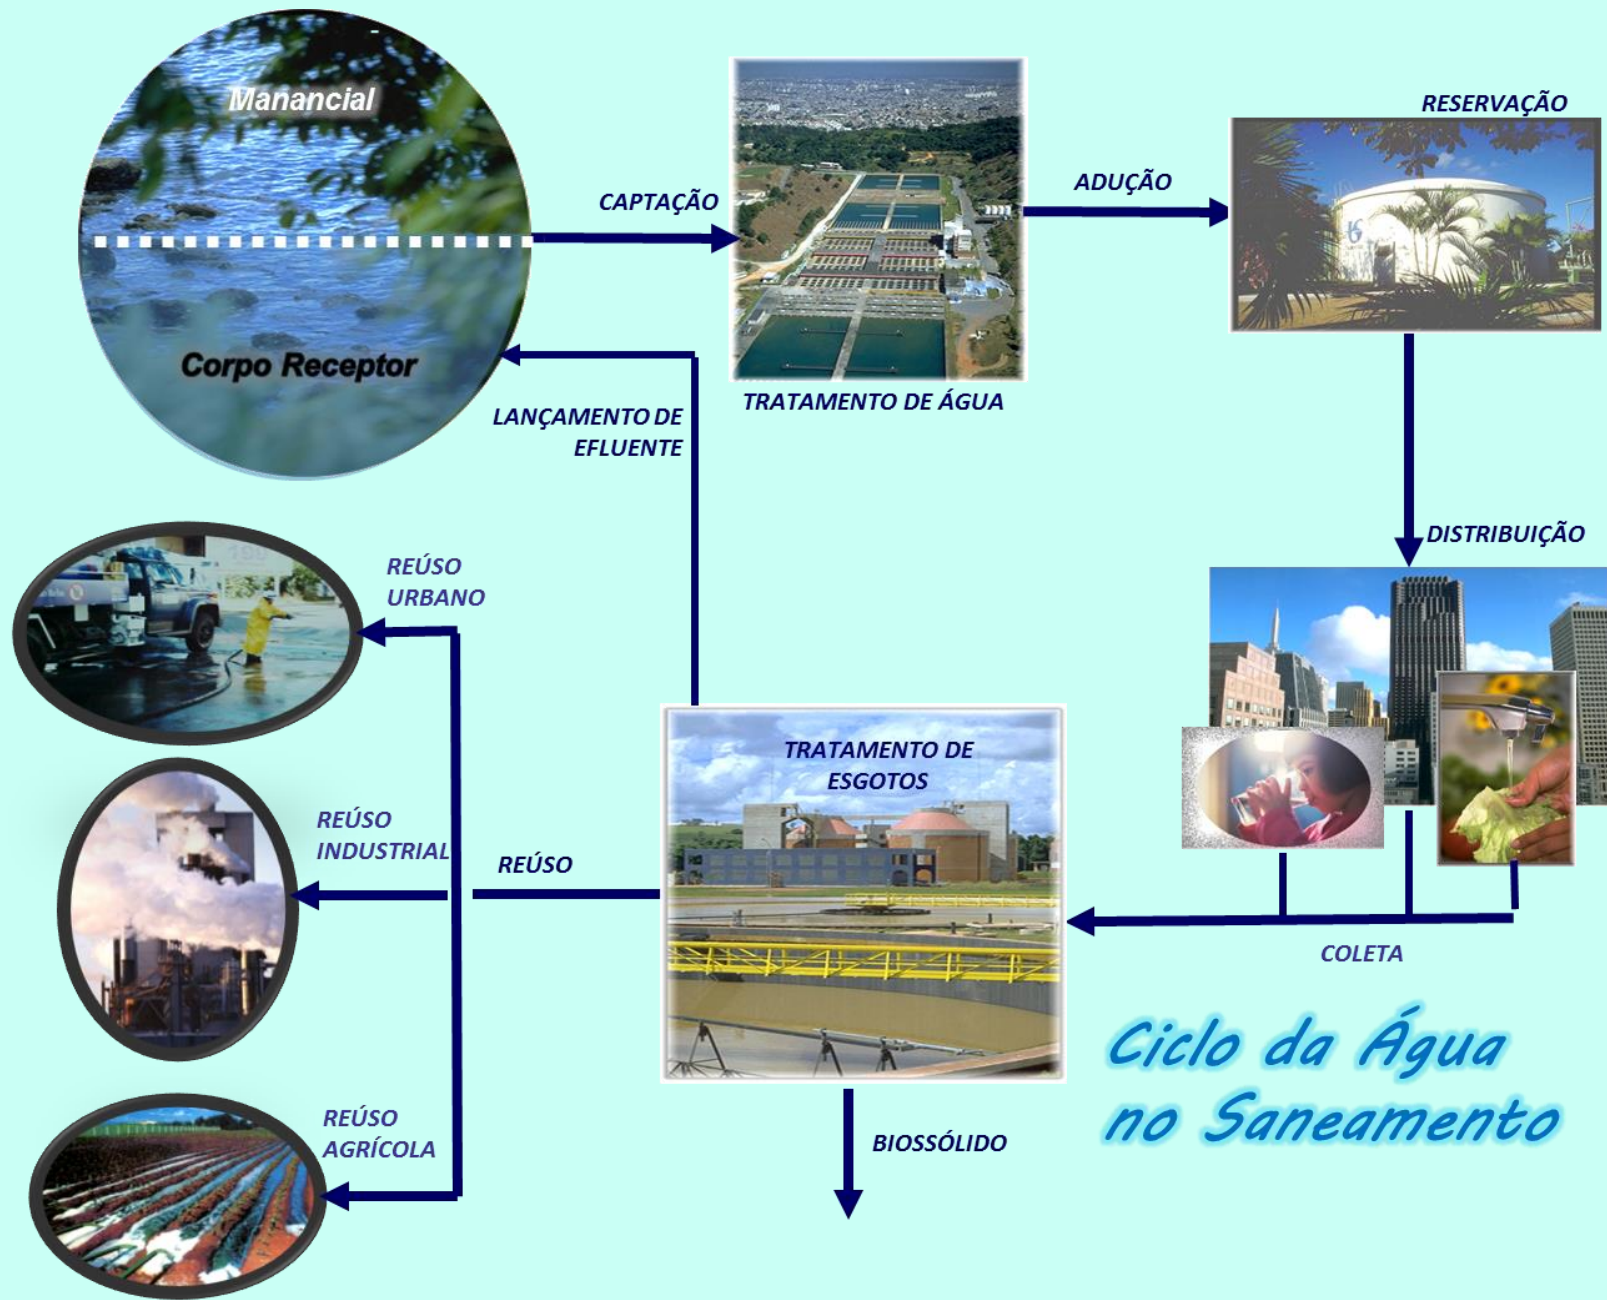 Manancial
Corpo Receptor
CAPTAÇÃO
TRATAMENTO DE ÁGUA
ADUÇÃO
RESERVAÇÃO
DISTRIBUIÇÃO
LANÇAMENTO DE
EFLUENTE
REÚSO
URBANO
TRATAMENTO DE
ESGOTOS
REÚSO
INDUSTRIAL
REÚSO
COLETA
REÚSO
AGRÍCOLA
BIOSSÓLIDO
Ciclo da Água
no Saneamento